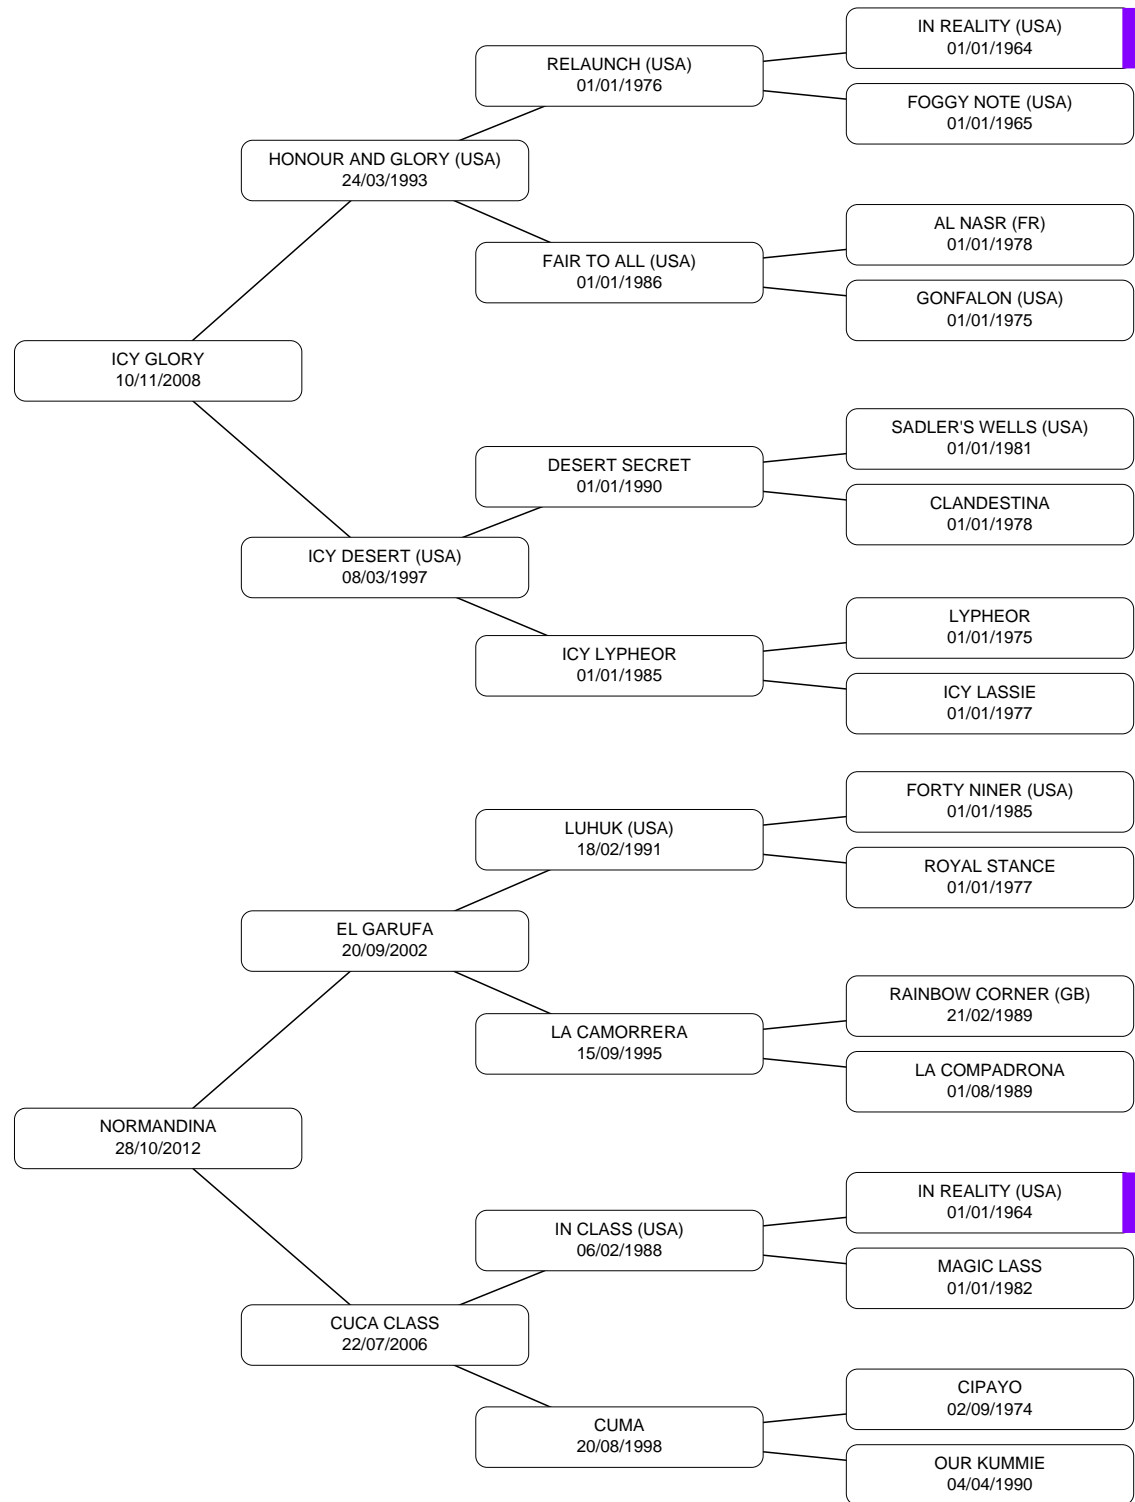 IN REALITY (USA)
01/01/1964
RELAUNCH (USA)
01/01/1976
FOGGY NOTE (USA)
01/01/1965
HONOUR AND GLORY (USA)
24/03/1993
AL NASR (FR)
01/01/1978
FAIR TO ALL (USA)
01/01/1986
GONFALON (USA)
01/01/1975
ICY GLORY
10/11/2008
SADLER'S WELLS (USA)
01/01/1981
DESERT SECRET
01/01/1990
CLANDESTINA
01/01/1978
ICY DESERT (USA)
08/03/1997
LYPHEOR
01/01/1975
ICY LYPHEOR
01/01/1985
ICY LASSIE
01/01/1977
FORTY NINER (USA)
01/01/1985
LUHUK (USA)
18/02/1991
ROYAL STANCE
01/01/1977
EL GARUFA
20/09/2002
RAINBOW CORNER (GB)
21/02/1989
LA CAMORRERA
15/09/1995
LA COMPADRONA
01/08/1989
NORMANDINA
28/10/2012
IN REALITY (USA)
01/01/1964
IN CLASS (USA)
06/02/1988
MAGIC LASS
01/01/1982
CUCA CLASS
22/07/2006
CIPAYO
02/09/1974
CUMA
20/08/1998
OUR KUMMIE
04/04/1990